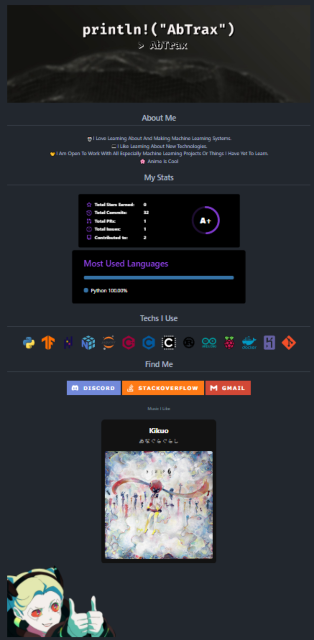 println!("AbTrax")
> AbTrax
About Me
I Love Learning About And Making Machine Learning Systems.
I Like Learning About New Technologies.
I Am Open To Work With All Especially Machine Learning Projects Or Things I Have Yet To Learn.
Anime Is Cool
My Stats
Total Stars Earned: 0
Total Commits: 32
Total PRs: 1
Total Issues: 1
Contributed to: 2
A+
Most Used Languages
Python 100.00%
Techs I Use
Find Me
DISCORD
STACKOVERFLOW
GMAIL
Music I Like
Kikuo